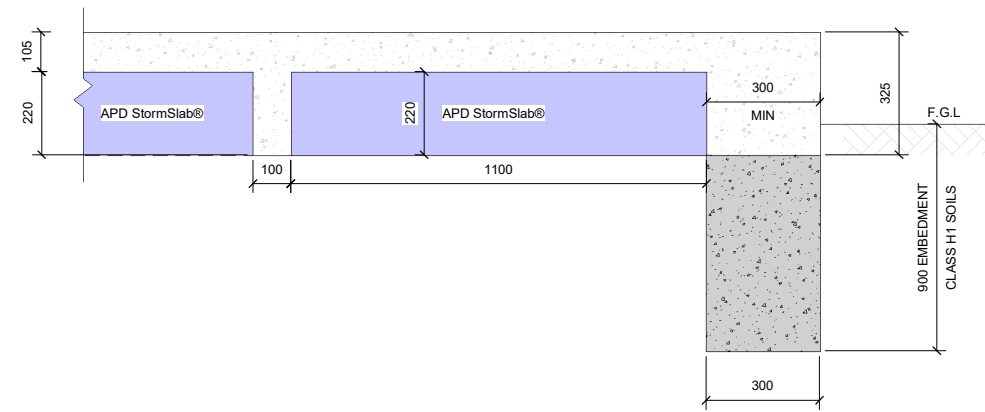 105
220
APD StormSlab®
220
APD StormSlab®
300
MIN
325
F.G.L
100
1100
900 EMBEDMENT
CLASS H1 SOILS
300